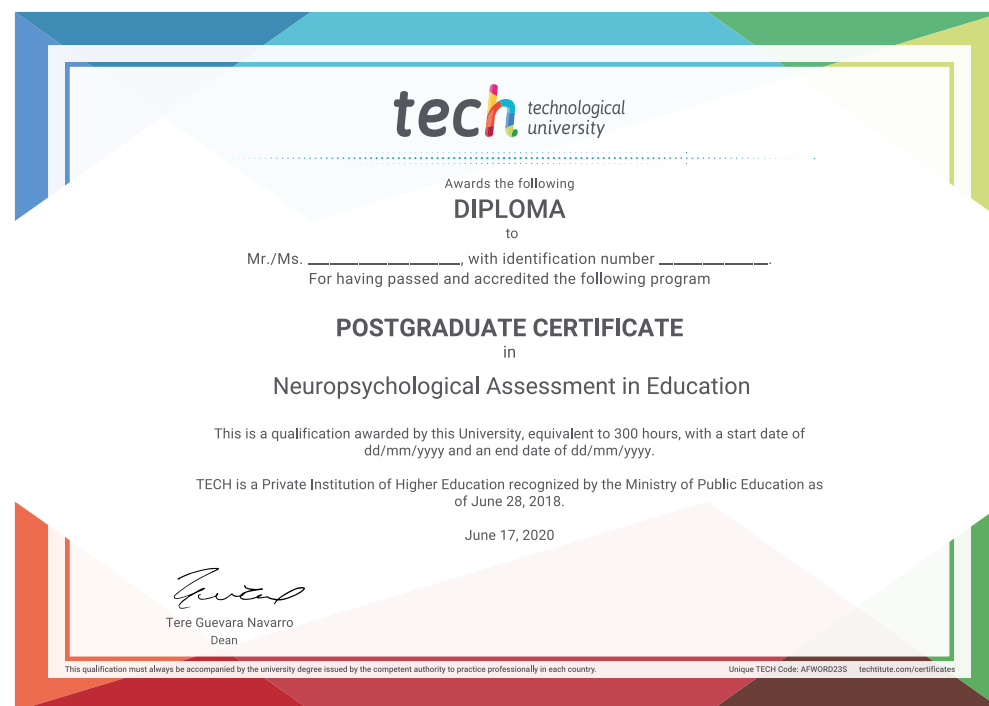 tech technological
university
Awards the following
DIPLOMA
to
Mr./Ms. __________________, with identification number _____________.
For having passed and accredited the following program
POSTGRADUATE CERTIFICATE
in
Neuropsychological Assessment in Education
This is a qualification awarded by this University, equivalent to 300 hours, with a start date of
dd/mm/yyyy and an end date of dd/mm/yyyy.
TECH is a Private Institution of Higher Education recognized by the Ministry of Public Education as
of June 28, 2018.
June 17, 2020
Tere Guevara Navarro
Dean
This qualification must always be accompanied by the university degree issued by the competent authority to practice professionally in each country.
Unique TECH Code: AFWORD23S techtitute.com/certificates